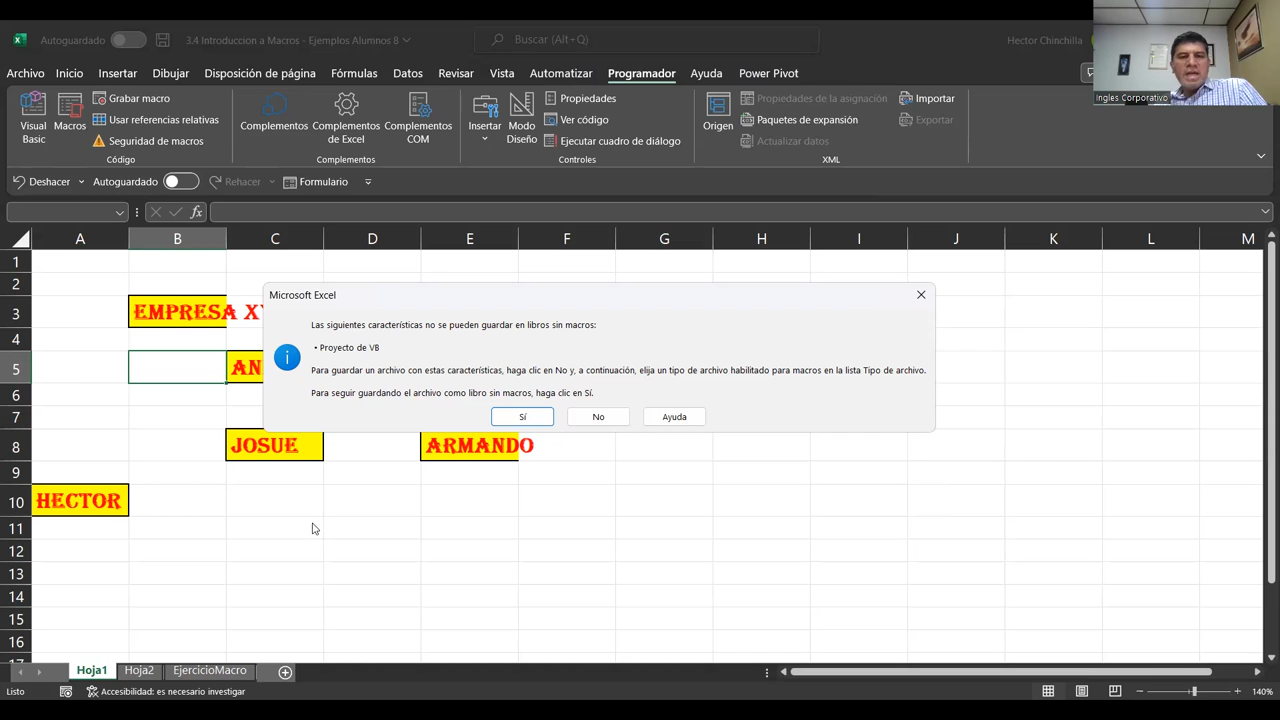 Autoguardado
3.4 Introduccion a Macros - Ejemplos Alumnos 8
Buscar (Alt+Q)
Hector Chinchilla
Ingles Corporativo
Archivo Inicio Insertar Dibujar Disposición de página Fórmulas Datos Revisar Vista Automatizar Programador Ayuda Power Pivot
Visual Basic
Macros
Grabar macro
Usar referencias relativas
Seguridad de macros
Código
Complementos
Complementos de Excel
Complementos COM
Complementos
Insertar
Modo Diseño
Propiedades
Ver código
Ejecutar cuadro de diálogo
Controles
Origen
Propiedades de la asignación
Paquetes de expansión
Actualizar datos
Importar
Exportar
XML
Deshacer Autoguardado Rehacer Formulario
fx
A B C D E F G H I J K L M
1
2
3 EMPRESA XY
4
5 AN
6
7
8 JOSUE ARMANDO
9
10 HECTOR
11
12
13
14
15
16
17
Microsoft Excel
Las siguientes características no se pueden guardar en libros sin macros:
• Proyecto de VB
Para guardar un archivo con estas características, haga clic en No y, a continuación, elija un tipo de archivo habilitado para macros en la lista Tipo de archivo.
Para seguir guardando el archivo como libro sin macros, haga clic en Sí.
Sí No Ayuda
Hoja1 Hoja2 EjercicioMacro
Listo Accesibilidad: es necesario investigar 140%